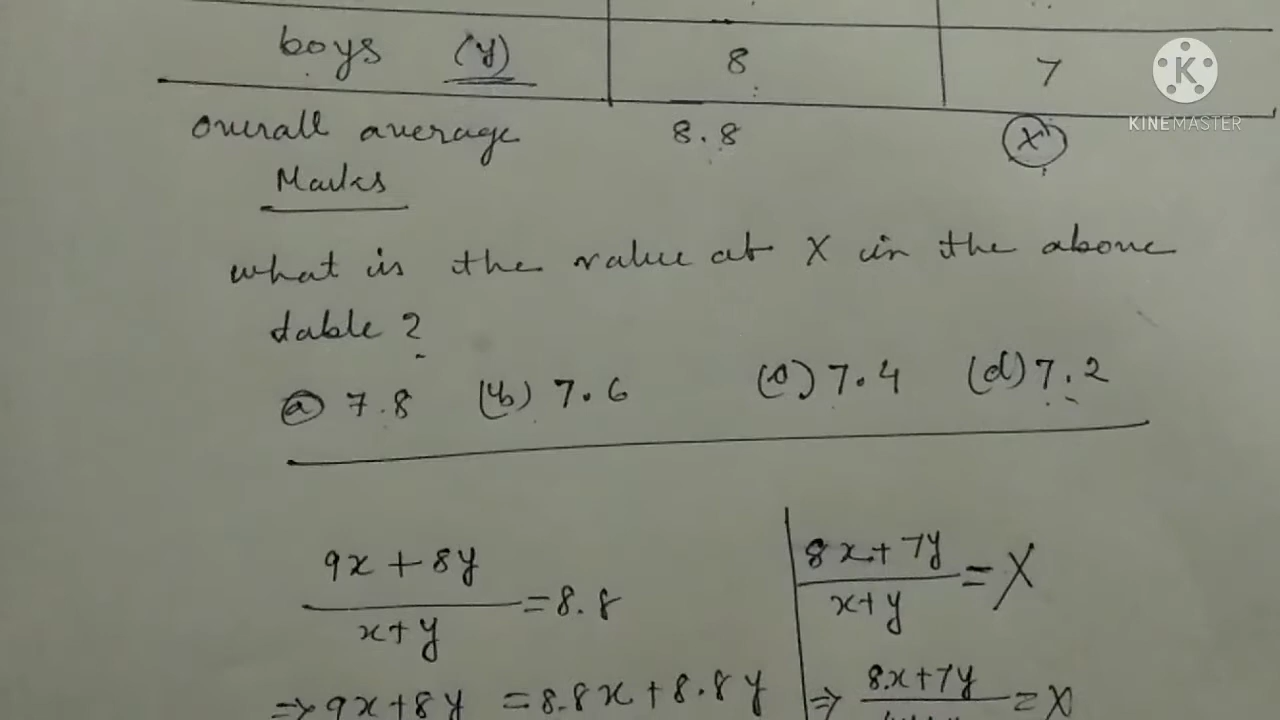 boys (y) 8 7
K
KINEMASTER
overall average 8.8 X
Marks
what is the value at X in the above
table ?
(a) 7.8 (b) 7.6 (c) 7.4 (d) 7.2
9x + 8y
x + y
= 8.8
8x + 7y
x + y
= X
=> 9x + 8y = 8.8x + 8.8y
=> 8x + 7y
= X